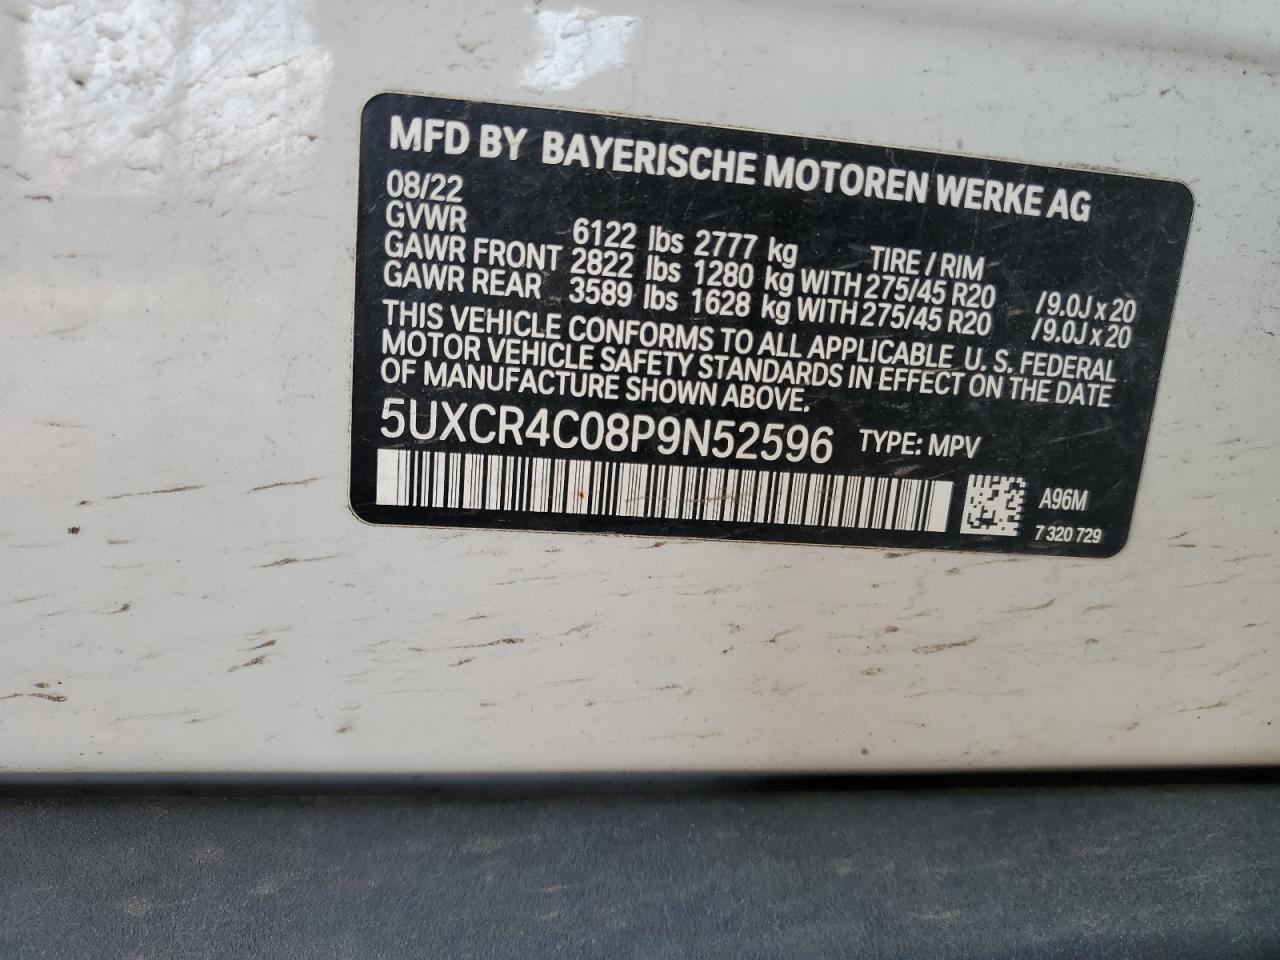 MFD BY BAYERISCHE MOTOREN WERKE AG
08/22
GVWR 6122 lbs 2777 kg TIRE / RIM
GAWR FRONT 2822 lbs 1280 kg WITH 275/45 R20 /9.0J x 20
GAWR REAR 3589 lbs 1628 kg WITH 275/45 R20 /9.0J x 20
THIS VEHICLE CONFORMS TO ALL APPLICABLE U. S. FEDERAL
MOTOR VEHICLE SAFETY STANDARDS IN EFFECT ON THE DATE
OF MANUFACTURE SHOWN ABOVE.
5UXCR4C08P9N52596 TYPE: MPV
A96M
7 320 729